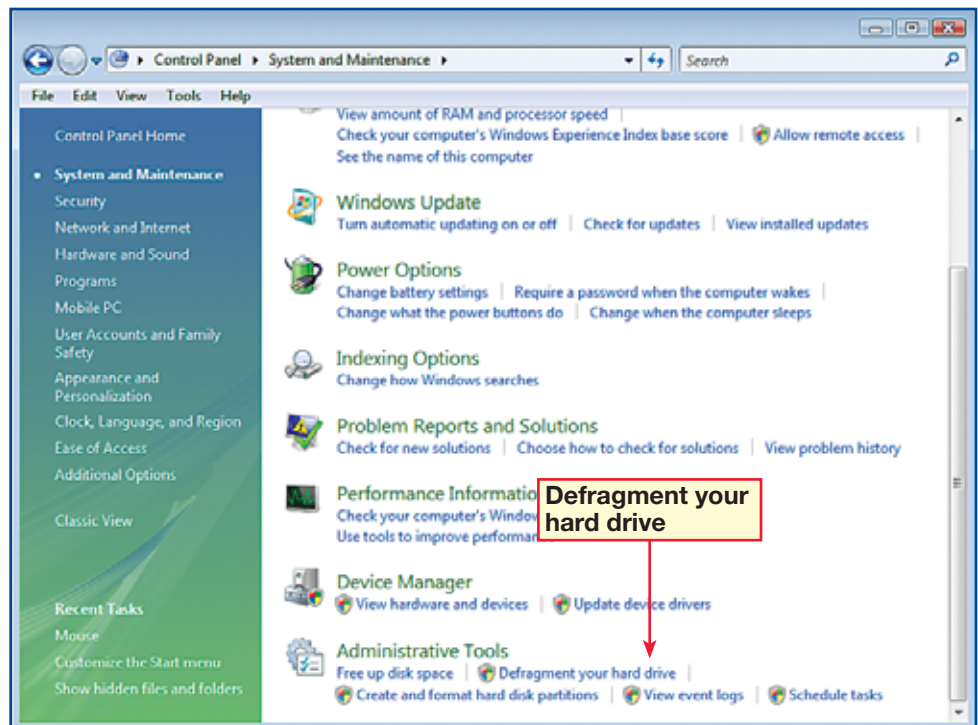 Control Panel ▸ System and Maintenance ▸
Search
File Edit View Tools Help
Control Panel Home
• System and Maintenance
Security
Network and Internet
Hardware and Sound
Programs
Mobile PC
User Accounts and Family
Safety
Appearance and
Personalization
Clock, Language, and Region
Ease of Access
Additional Options
Classic View
Recent Tasks
Mouse
Customize the Start menu
Show hidden files and folders
View amount of RAM and processor speed |
Check your computer's Windows Experience Index base score | Allow remote access |
See the name of this computer
Windows Update
Turn automatic updating on or off | Check for updates | View installed updates
Power Options
Change battery settings | Require a password when the computer wakes |
Change what the power buttons do | Change when the computer sleeps
Indexing Options
Change how Windows searches
Problem Reports and Solutions
Check for new solutions | Choose how to check for solutions | View problem history
Performance
Check your computer's
Use tools to improve
Defragment your
hard drive
Device Manager
View hardware and devices | Update device drivers
Administrative Tools
Free up disk space | Defragment your hard drive |
Create and format hard disk partitions | View event logs | Schedule tasks